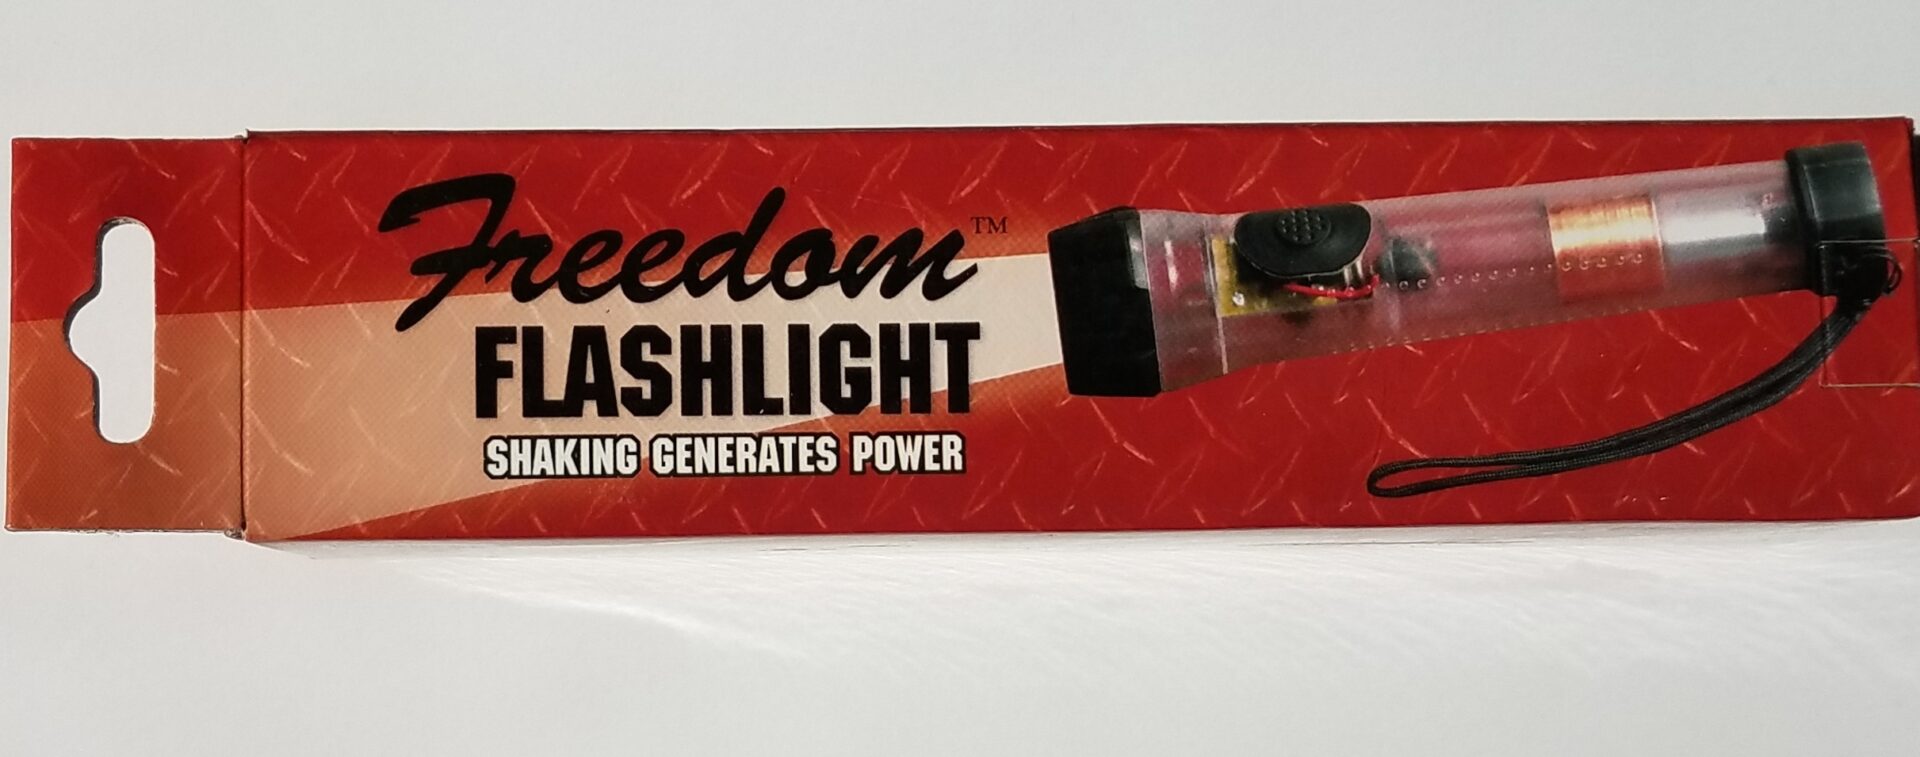 Freedom™
FLASHLIGHT
SHAKING GENERATES POWER